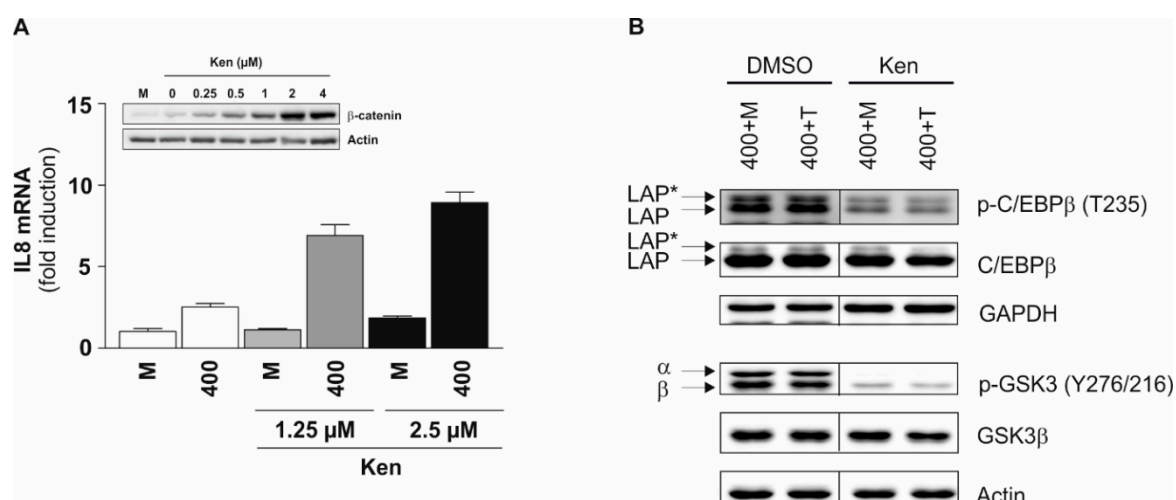 A
Ken (µM)
M 0 0.25 0.5 1 2 4
β-catenin
Actin
IL8 mRNA
(fold induction)
15
10
5
0
M 400 M 400 M 400
1.25 µM 2.5 µM
Ken
B
DMSO Ken
400+M 400+T 400+M 400+T
LAP*
LAP
p-C/EBPβ (T235)
LAP*
LAP
C/EBPβ
GAPDH
α
β
p-GSK3 (Y276/216)
GSK3β
Actin